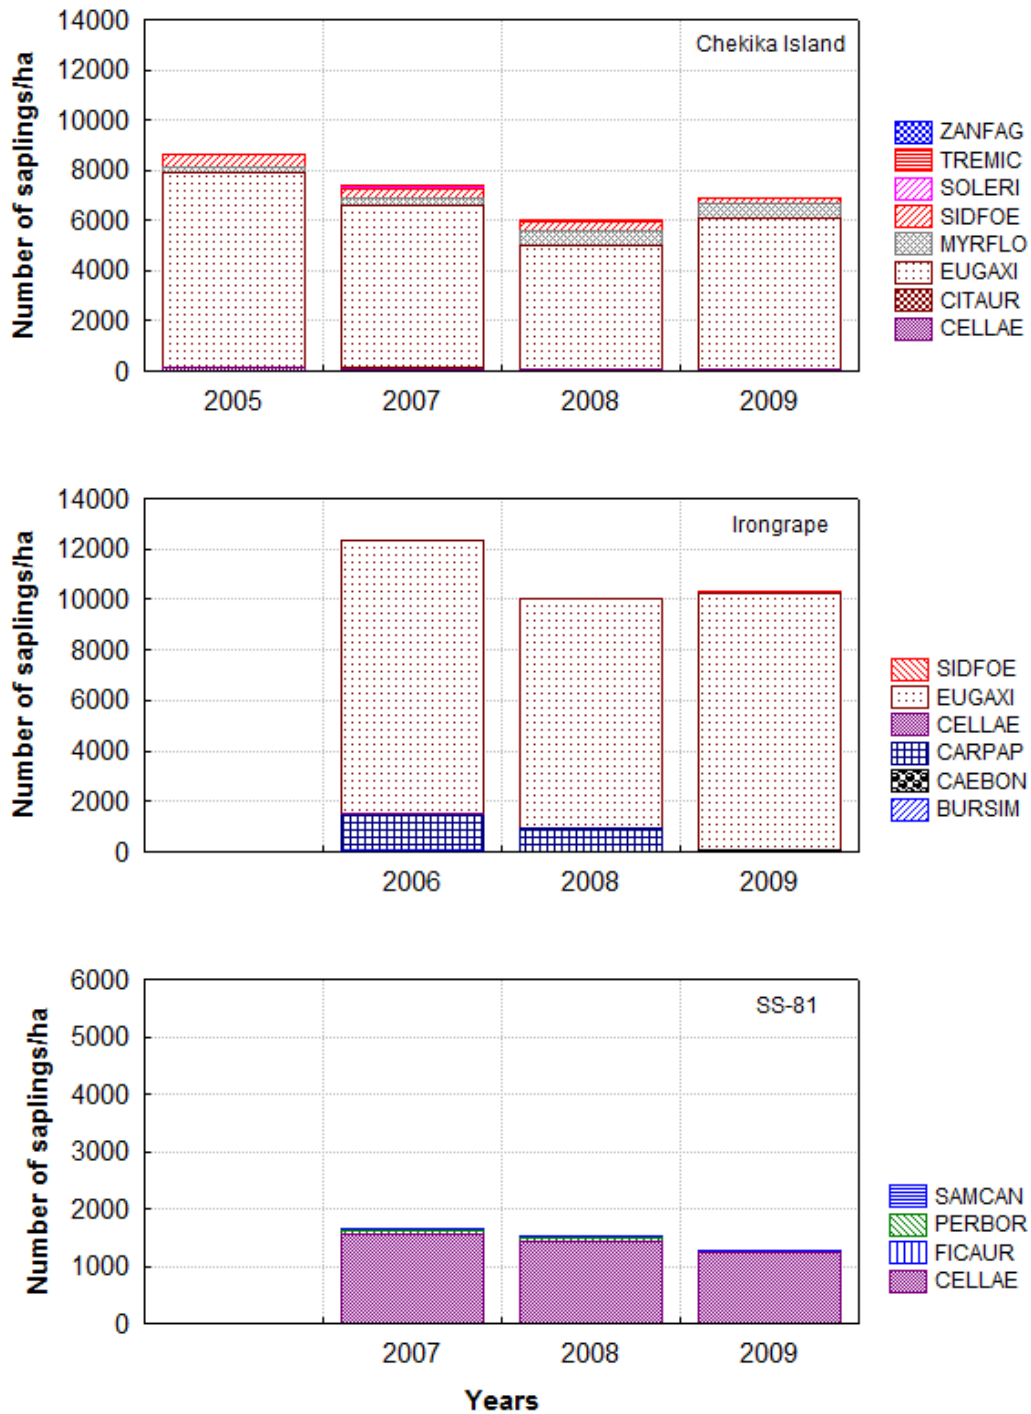 Chekika Island
Number of saplings/ha
14000
12000
10000
8000
6000
4000
2000
0
2005 2007 2008 2009
ZANFAG
TREMIC
SOLERI
SIDFOE
MYRFLO
EUGAXI
CITAUR
CELLAE
Irongrape
Number of saplings/ha
14000
12000
10000
8000
6000
4000
2000
0
2006 2008 2009
SIDFOE
EUGAXI
CELLAE
CARPAP
CAEBON
BURSIM
SS-81
Number of saplings/ha
6000
5000
4000
3000
2000
1000
0
2007 2008 2009
SAMCAN
PERBOR
FICAUR
CELLAE
Years